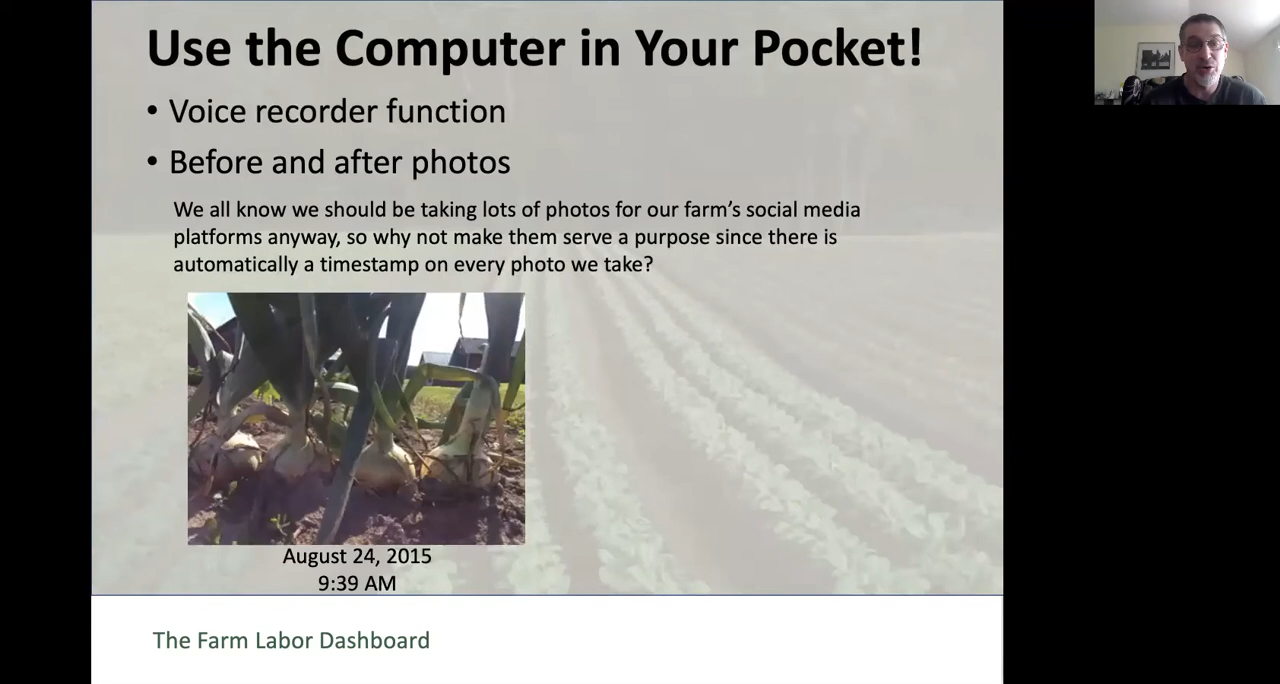 Use the Computer in Your Pocket!
• Voice recorder function
• Before and after photos
We all know we should be taking lots of photos for our farm’s social media
platforms anyway, so why not make them serve a purpose since there is
automatically a timestamp on every photo we take?
August 24, 2015
9:39 AM
The Farm Labor Dashboard